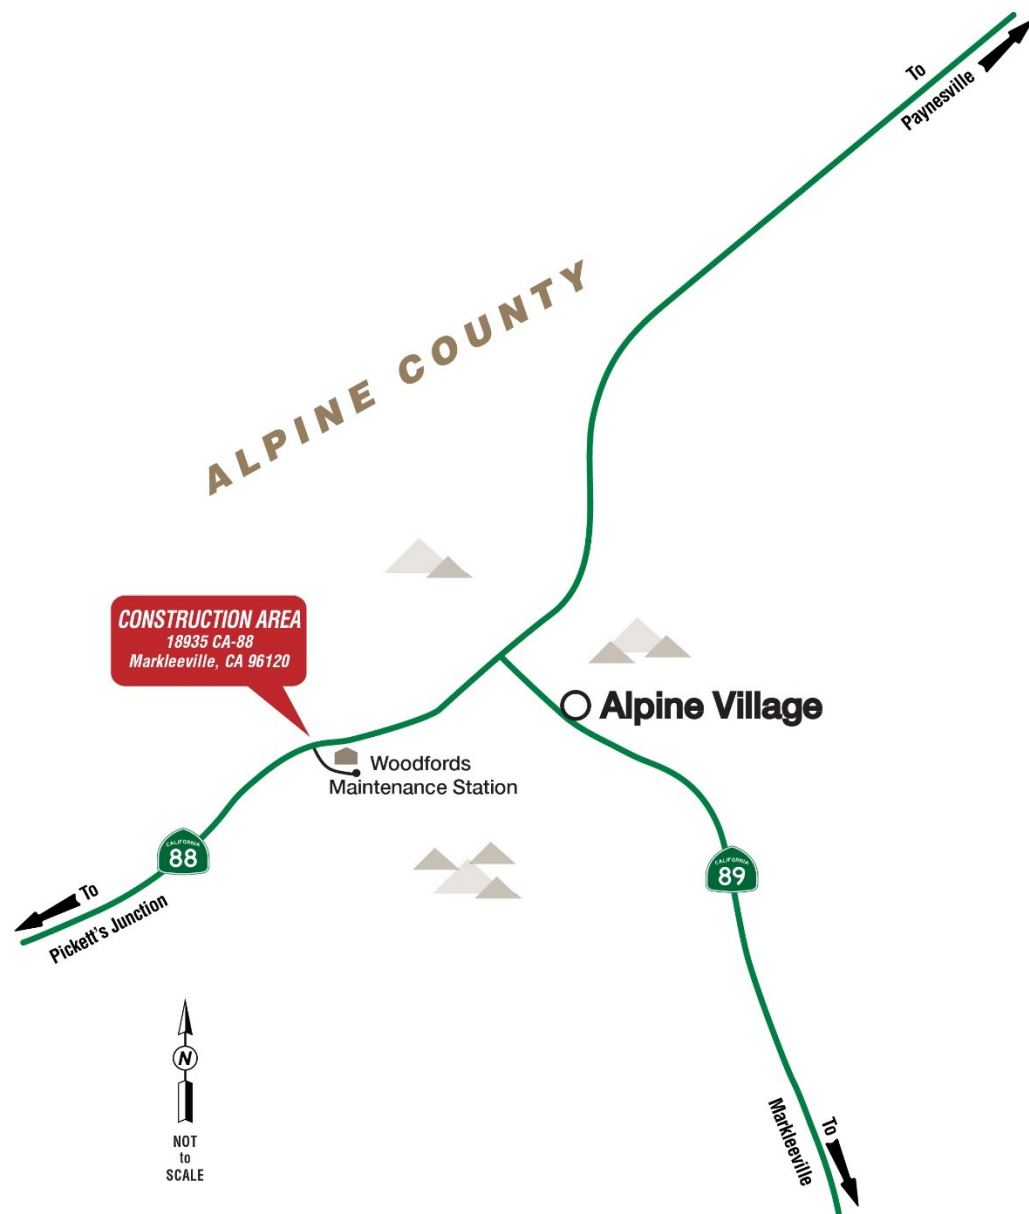 To
Paynesville
ALPINE COUNTY
CONSTRUCTION AREA
18935 CA-88
Markleeville, CA 96120
Alpine Village
Woodfords
Maintenance Station
CALIFORNIA
88
CALIFORNIA
89
To
Pickett's Junction
N
NOT
to
SCALE
To
Markleeville